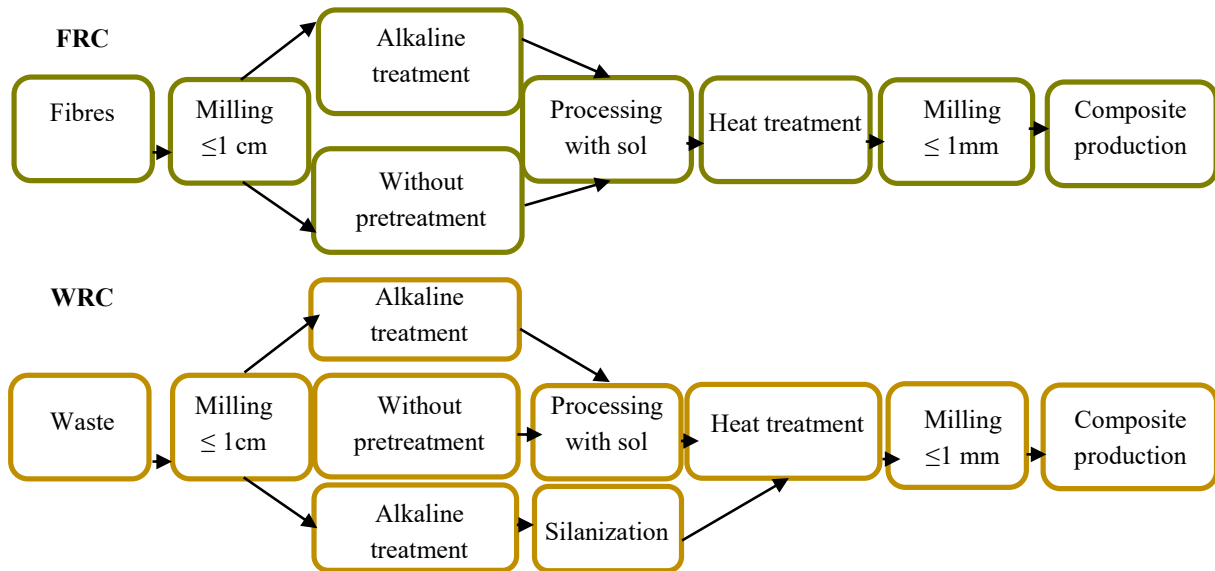 FRC
Fibres
Milling
≤1 cm
Alkaline
treatment
Without
pretreatment
Processing
with sol
Heat treatment
Milling
≤ 1mm
Composite
production
WRC
Waste
Milling
≤ 1cm
Alkaline
treatment
Without
pretreatment
Alkaline
treatment
Processing
with sol
Silanization
Heat treatment
Milling
≤1 mm
Composite
production